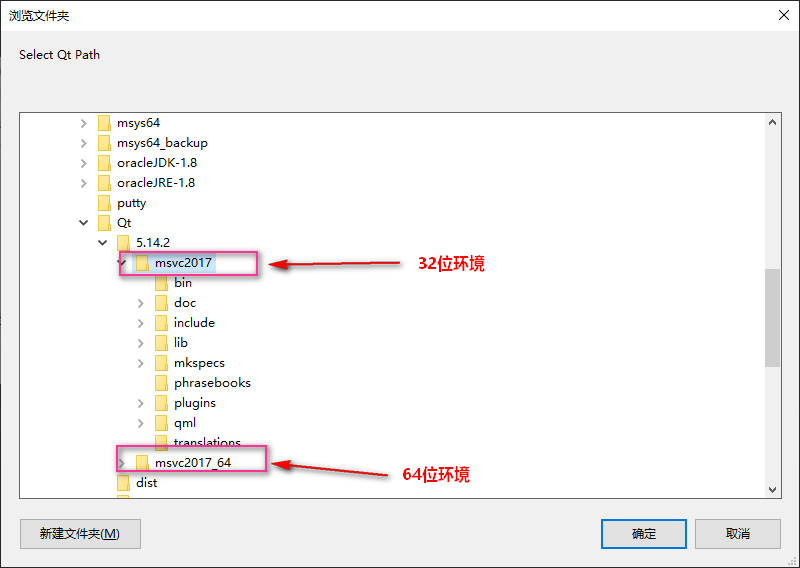 浏览文件夹
Select Qt Path
msys64
msys64_backup
oracleJDK-1.8
oracleJRE-1.8
putty
Qt
5.14.2
msvc2017
32位环境
bin
doc
include
lib
mkspecs
phrasebooks
plugins
qml
translations
msvc2017_64
64位环境
dist
新建文件夹(M)
确定
取消